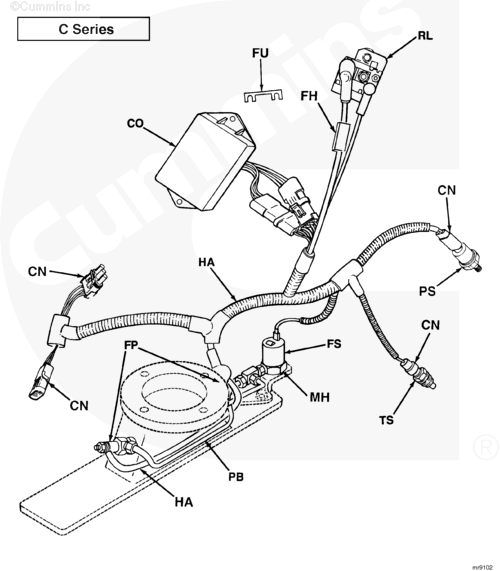 ©Cummins Inc
C Series
Cummins
RL
FU
FH
CO
CN
HA
PS
CN
CN
FP
FS
CN
MH
TS
PB
HA
®
mr9102